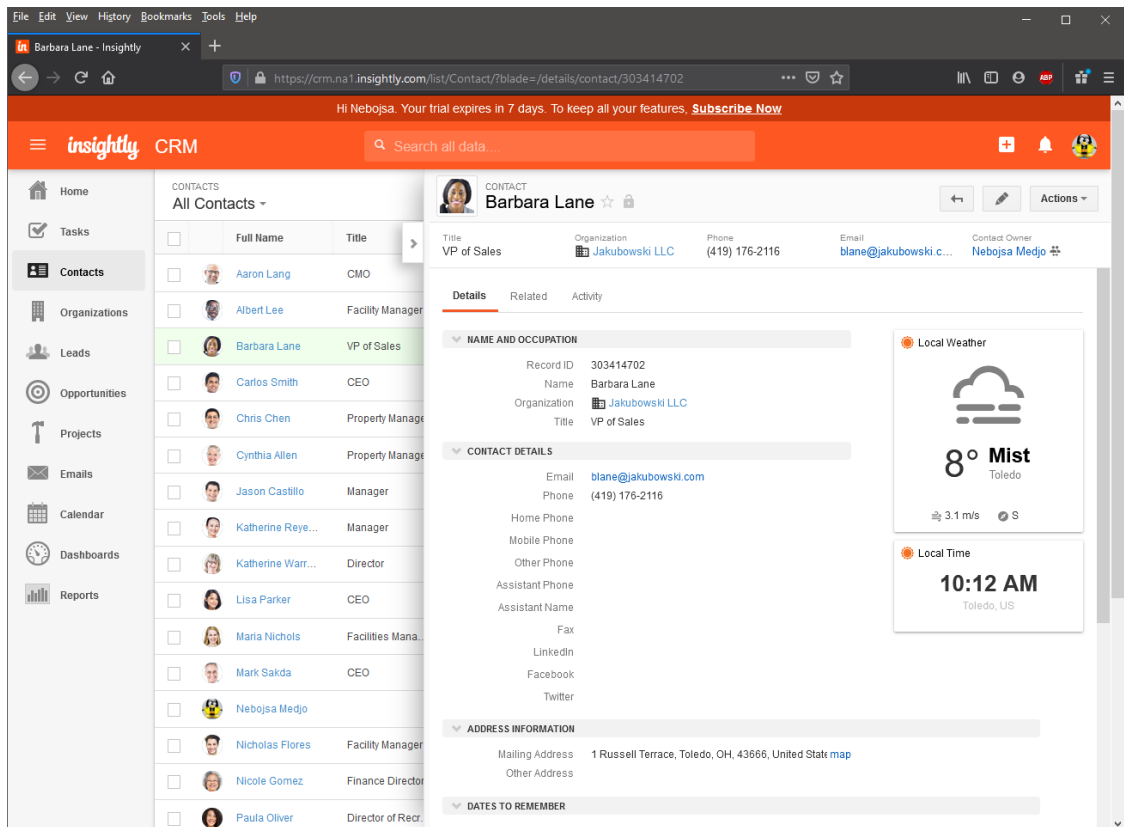 File Edit View History Bookmarks Tools Help
in Barbara Lane - Insightly
https://crm.na1.insightly.com/list/Contact/?blade=/details/contact/303414702
ABP
Hi Nebojsa. Your trial expires in 7 days. To keep all your features, Subscribe Now
insightly CRM
Search all data....
Home
Tasks
Contacts
Organizations
Leads
Opportunities
Projects
Emails
Calendar
Dashboards
Reports
CONTACTS
All Contacts
Full Name Title
Aaron Lang CMO
Albert Lee Facility Manager
Barbara Lane VP of Sales
Carlos Smith CEO
Chris Chen Property Manage
Cynthia Allen Property Manage
Jason Castillo Manager
Katherine Reye... Manager
Katherine Warr... Director
Lisa Parker CEO
Maria Nichols Facilities Mana...
Mark Sakda CEO
Nebojsa Medjo
Nicholas Flores Facility Manager
Nicole Gomez Finance Director
Paula Oliver Director of Recr.
CONTACT
Barbara Lane
Actions
Title Organization Phone Email Contact Owner
VP of Sales Jakubowski LLC (419) 176-2116 blane@jakubowski.c... Nebojsa Medjo
Details Related Activity
NAME AND OCCUPATION
Record ID 303414702
Name Barbara Lane
Organization Jakubowski LLC
Title VP of Sales
CONTACT DETAILS
Email blane@jakubowski.com
Phone (419) 176-2116
Home Phone
Mobile Phone
Other Phone
Assistant Phone
Assistant Name
Fax
LinkedIn
Facebook
Twitter
ADDRESS INFORMATION
Mailing Address 1 Russell Terrace, Toledo, OH, 43666, United State map
Other Address
DATES TO REMEMBER
Local Weather
8° Mist
Toledo
3.1 m/s S
Local Time
10:12 AM
Toledo, US